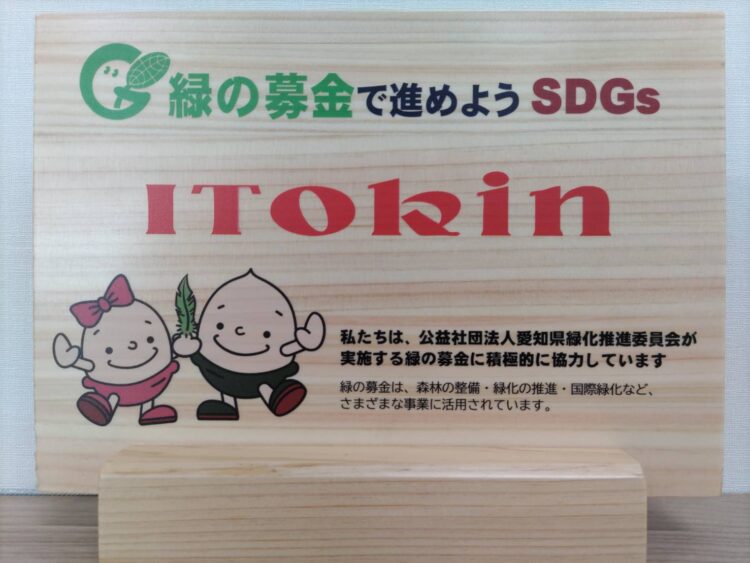 緑の募金で進めようSDGs
ITOkin
私たちは、公益社団法人愛知県緑化推進委員会が
実施する緑の募金に積極的に協力しています
緑の募金は、森林の整備・緑化の推進・国際緑化など、
さまざまな事業に活用されています。